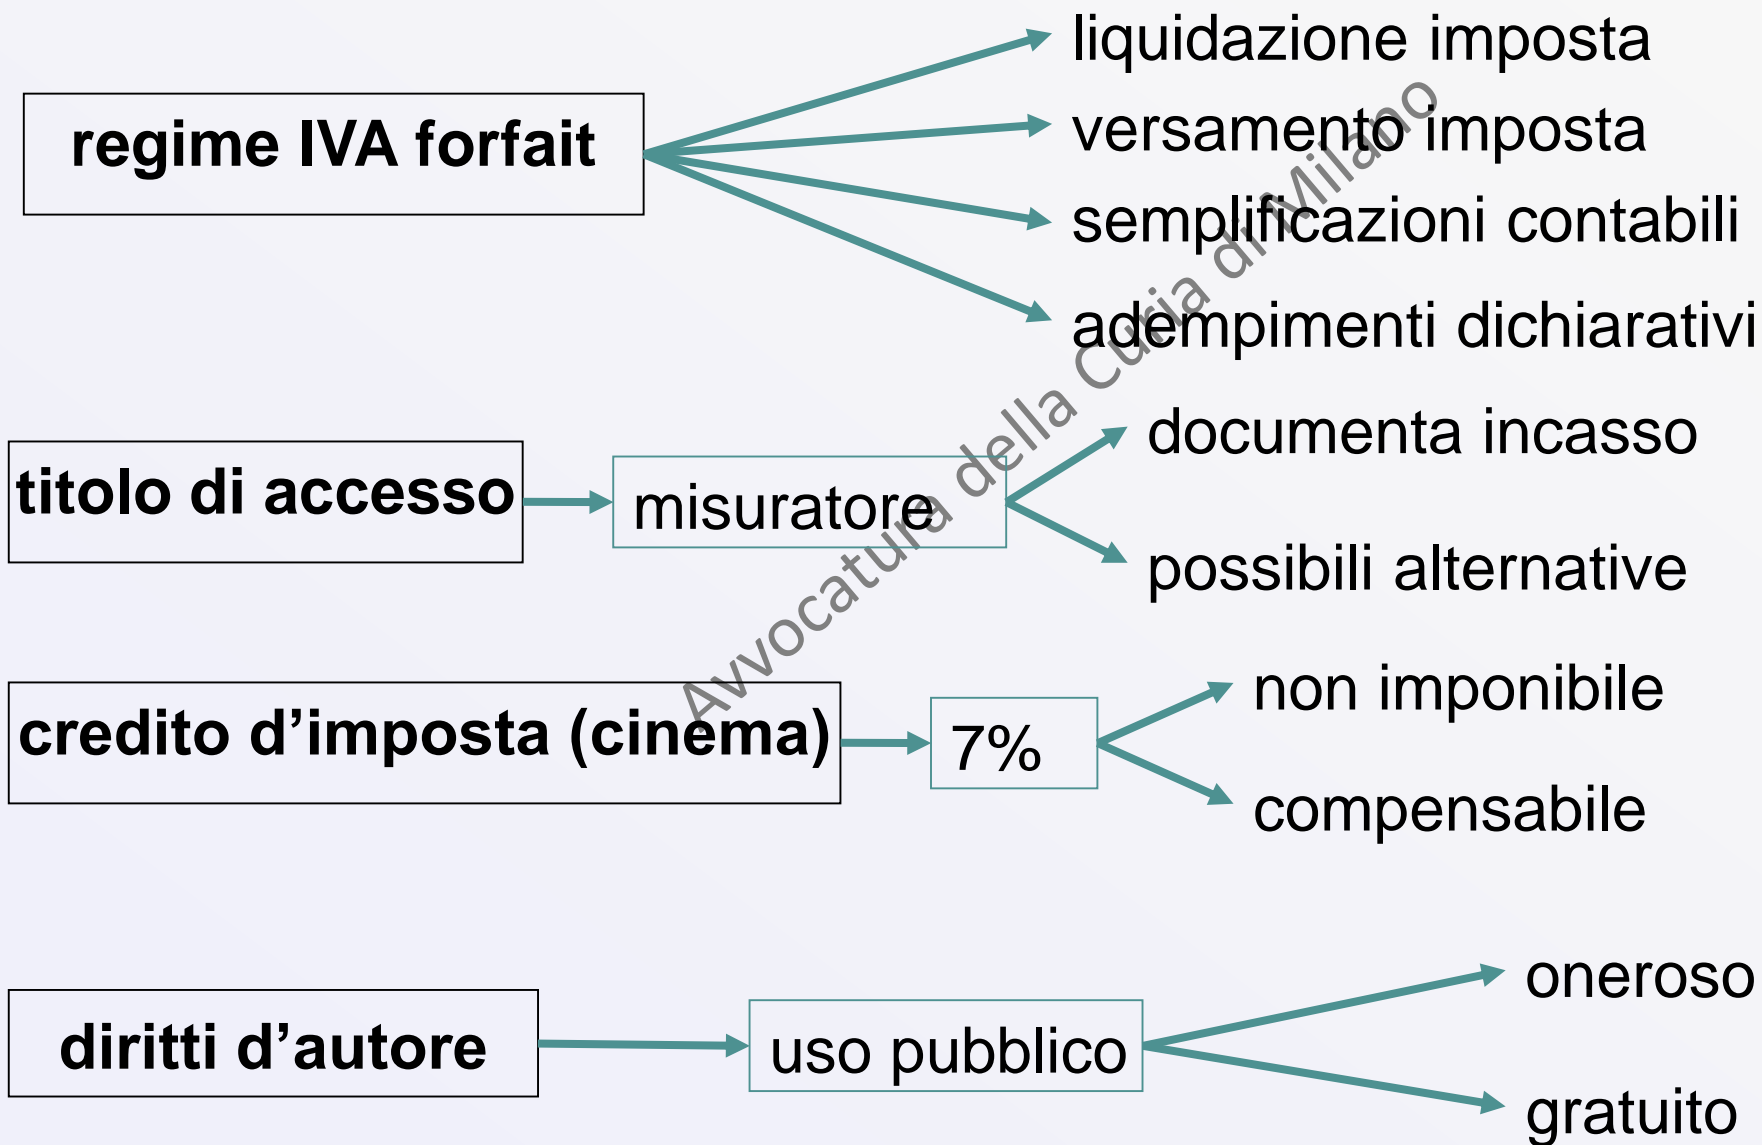 regime IVA forfait
liquidazione imposta
versamento imposta
semplificazioni contabili
adempimenti dichiarativi
titolo di accesso
misuratore
documenta incasso
possibili alternative
credito d’imposta (cinema)
7%
non imponibile
compensabile
diritti d’autore
uso pubblico
oneroso
gratuito
Avvocatura della Curia di Milano